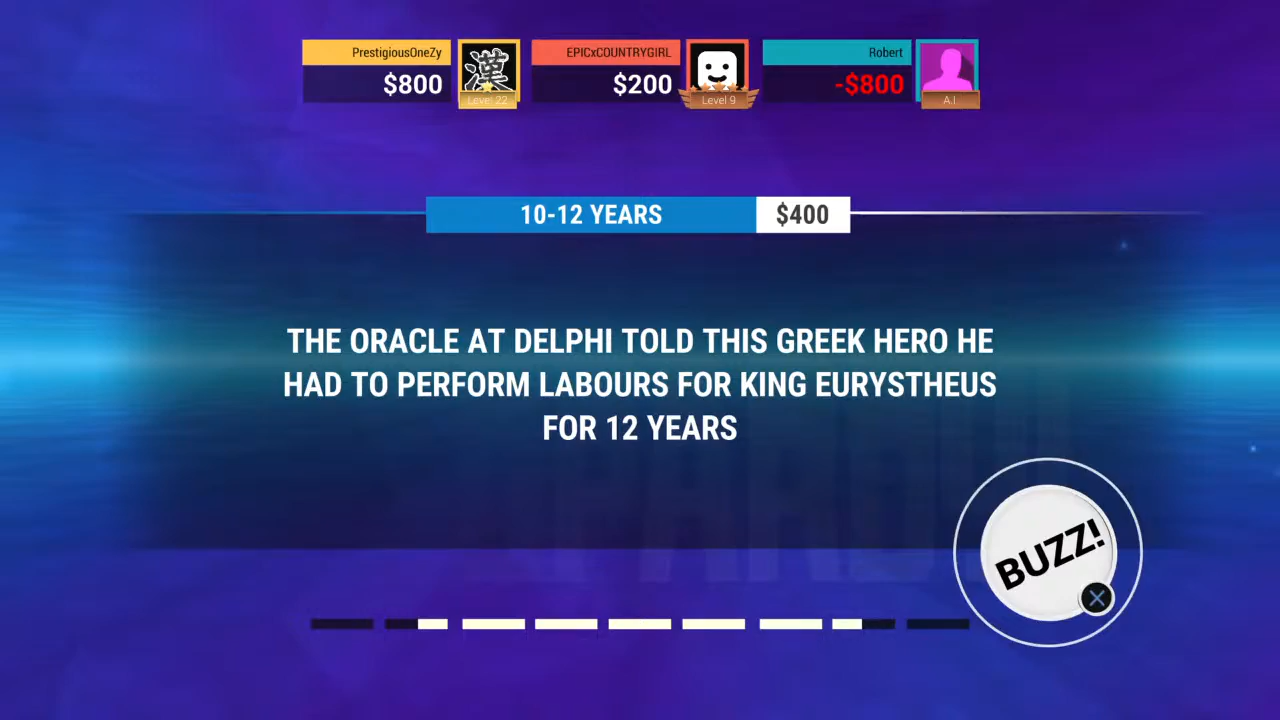 PrestigiousOneZy
$800
漢
Level 22
EPICxCOUNTRYGIRL
$200
Level 9
Robert
-$800
A.I
10-12 YEARS
$400
THE ORACLE AT DELPHI TOLD THIS GREEK HERO HE
HAD TO PERFORM LABOURS FOR KING EURYSTHEUS
FOR 12 YEARS
BUZZ!